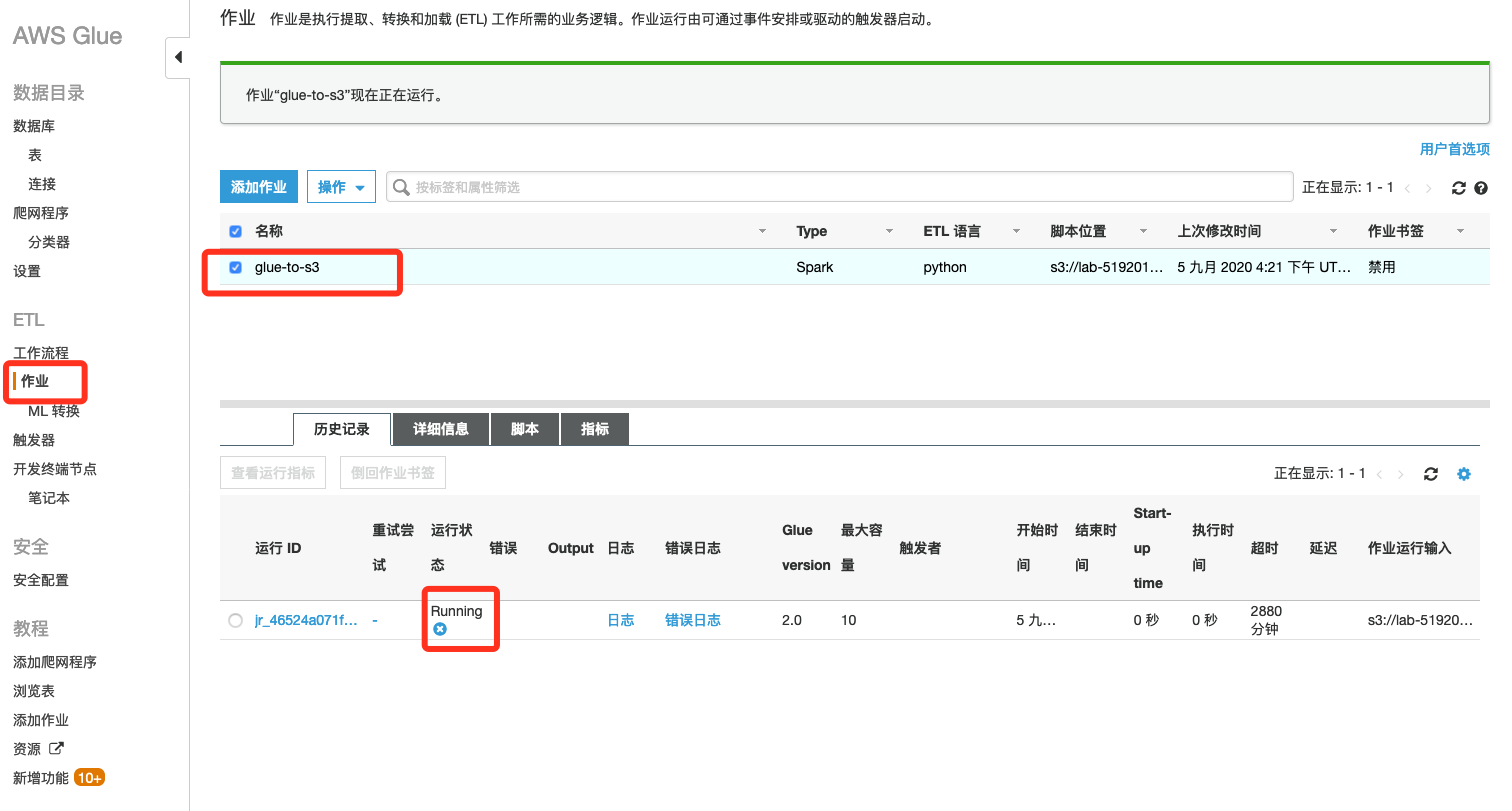 AWS Glue
数据目录
数据库
表
连接
爬网程序
分类器
设置
ETL
工作流程
作业
ML 转换
触发器
开发终端节点
笔记本
安全
安全配置
教程
添加爬网程序
浏览表
添加作业
资源
新增功能 10+
作业 作业是执行提取、转换和加载 (ETL) 工作所需的业务逻辑。作业运行由可通过事件安排或驱动的触发器启动。
作业“glue-to-s3”现在正在运行。
用户首选项
添加作业 操作 按标签和属性筛选 正在显示: 1 - 1
名称 Type ETL 语言 脚本位置 上次修改时间 作业书签
glue-to-s3 Spark python s3://lab-519201... 5 九月 2020 4:21 下午 UT... 禁用
历史记录 详细信息 脚本 指标
查看运行指标 倒回作业书签 正在显示: 1 - 1
运行 ID 重试尝试 运行状态 错误 Output 日志 错误日志 Glue version 最大容量 触发者 开始时间 结束时间 Start-up time 执行时间 超时 延迟 作业运行输入
jr_46524a071f... - Running 日志 错误日志 2.0 10 5 九... 0 秒 0 秒 2880 分钟 s3://lab-51920...